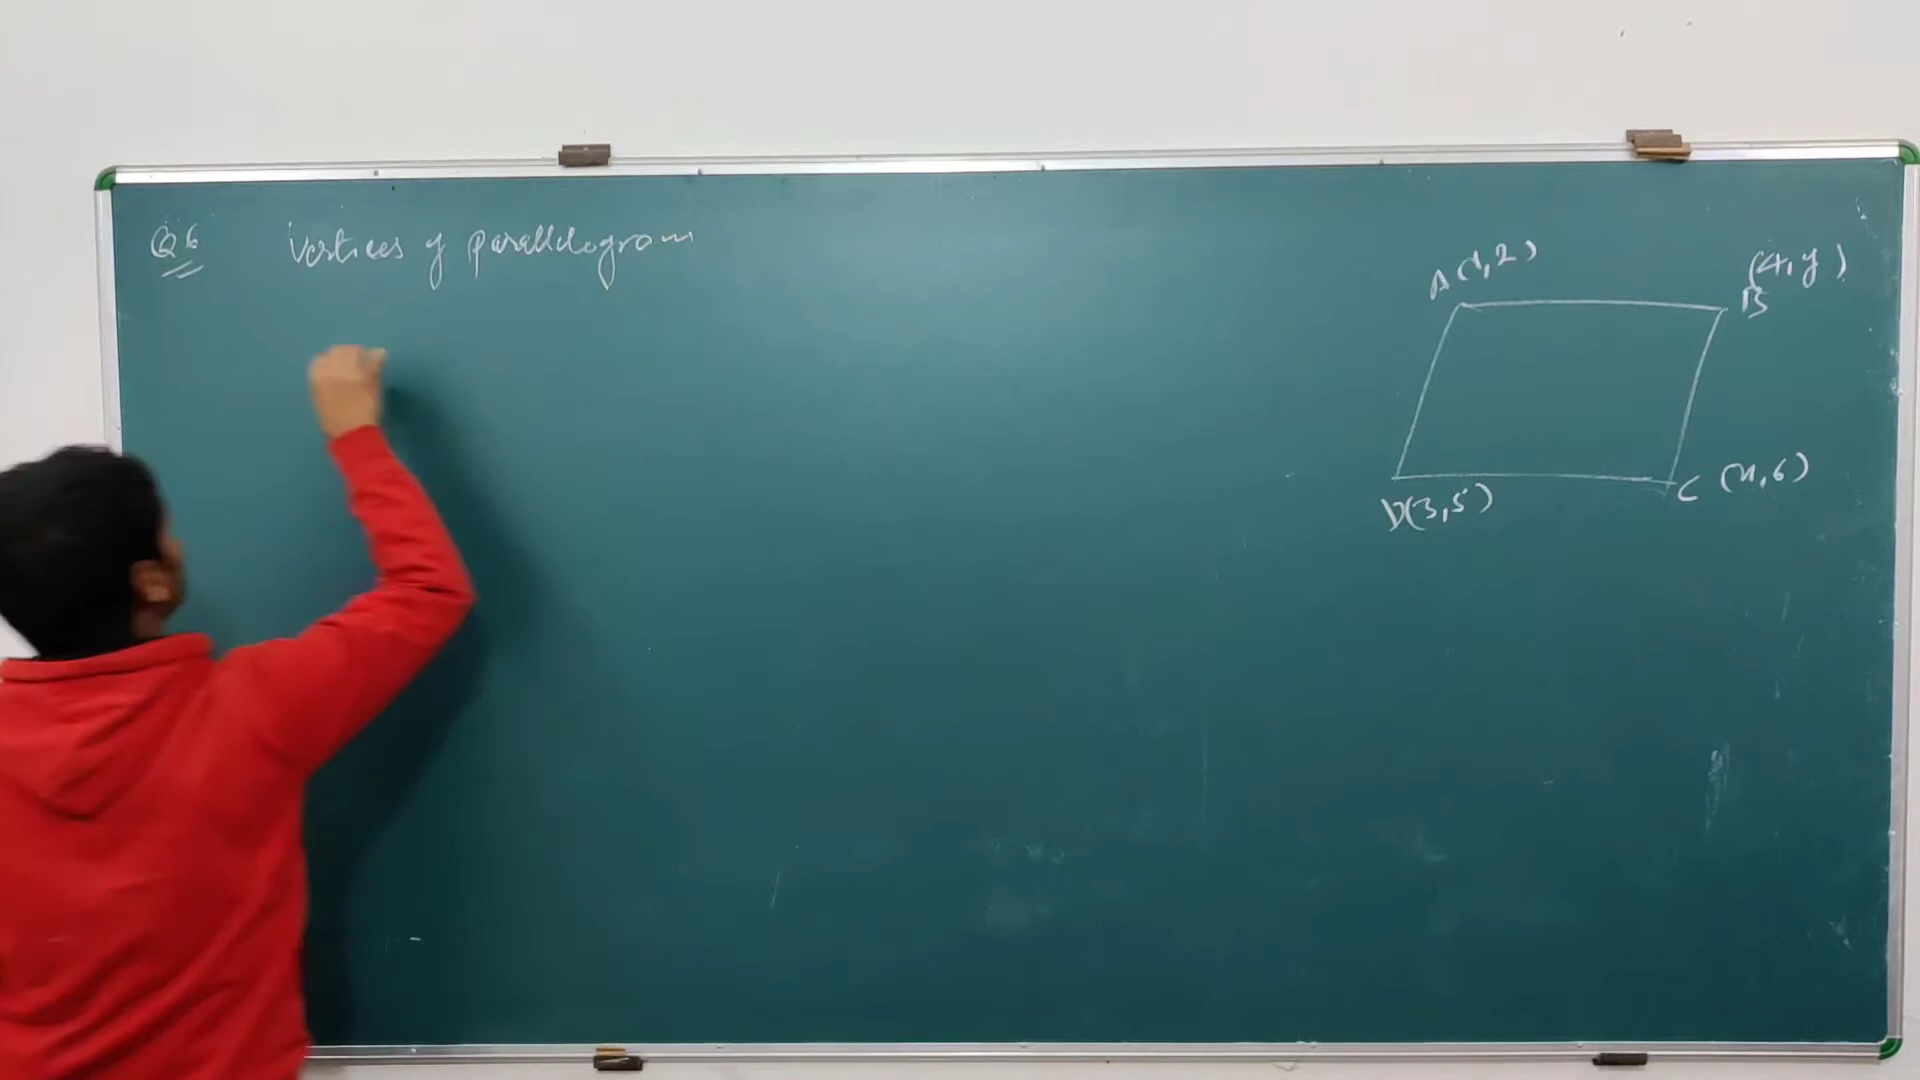 Q6 Vertices of parallelogram
A (1,2)
(4, y)
B
D(3,5)
C (x,6)